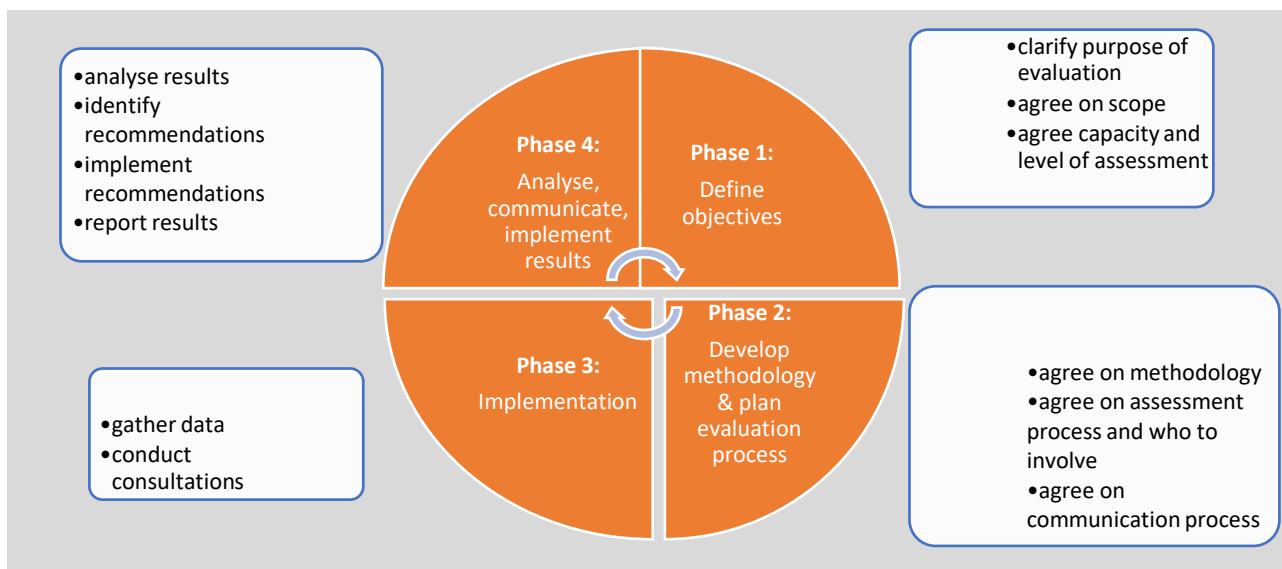 •analyse results
•identify
recommendations
•implement
recommendations
•report results
Phase 4:
Analyse,
communicate,
implement
results
Phase 1:
Define
objectives
•clarify purpose of
evaluation
•agree on scope
•agree capacity and
level of assessment
•gather data
•conduct
consultations
Phase 3:
Implementation
Phase 2:
Develop
methodology
& plan
evaluation
process
•agree on methodology
•agree on assessment
process and who to
involve
•agree on
communication process